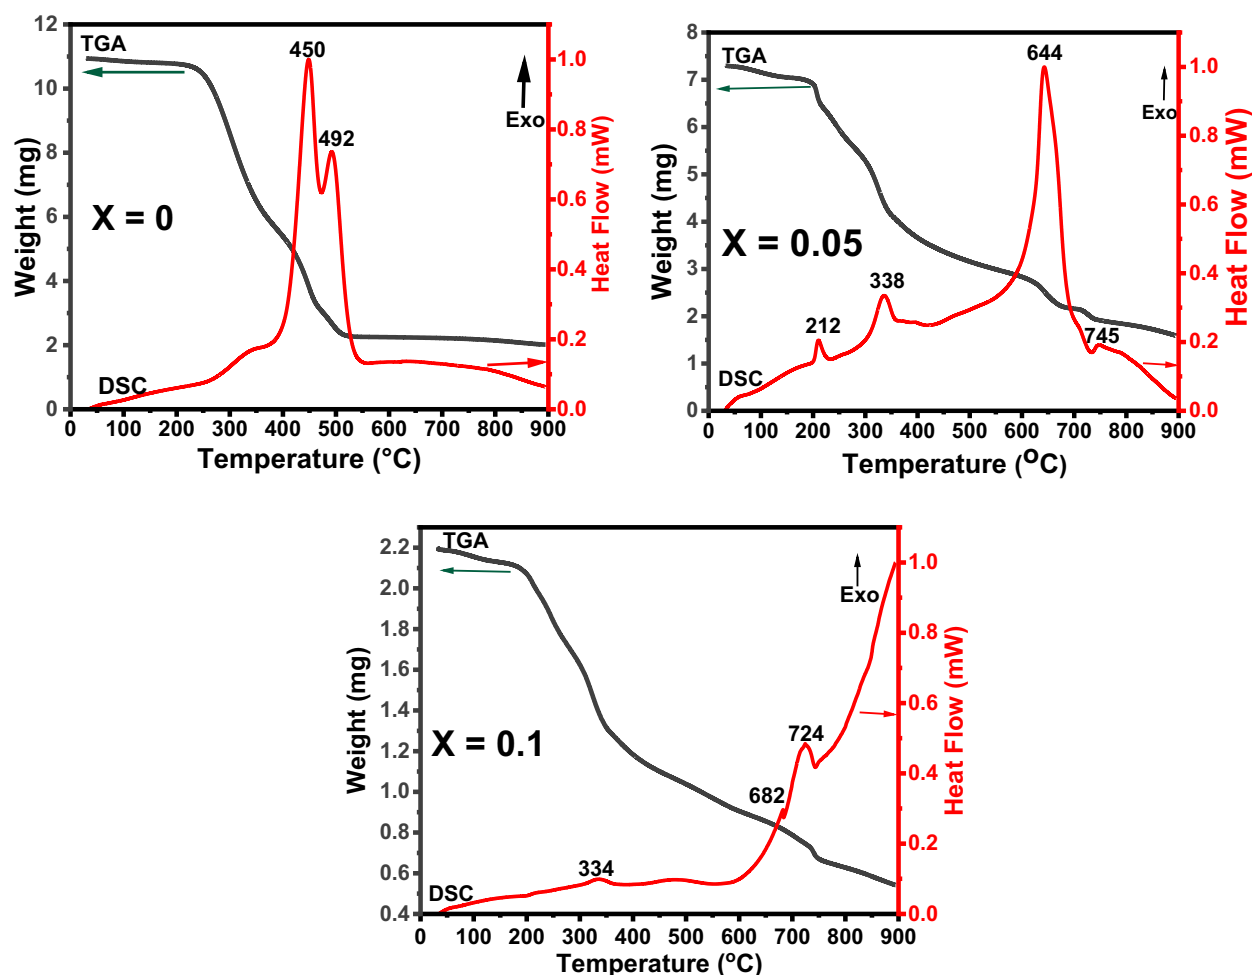 12
10
8
6
4
2
0
Weight (mg)
TGA
450
492
Exo
X = 0
DSC
1.0
0.8
0.6
0.4
0.2
0.0
Heat Flow (mW)
0 100 200 300 400 500 600 700 800 900
Temperature (°C)
8
7
6
5
4
3
2
1
0
Weight (mg)
TGA
644
Exo
X = 0.05
338
212
745
DSC
1.0
0.8
0.6
0.4
0.2
0.0
Heat Flow (mW)
0 100 200 300 400 500 600 700 800 900
Temperature (°C)
2.2
2.0
1.8
1.6
1.4
1.2
1.0
0.8
0.6
0.4
Weight (mg)
TGA
Exo
X = 0.1
724
682
334
DSC
1.0
0.8
0.6
0.4
0.2
0.0
Heat Flow (mW)
0 100 200 300 400 500 600 700 800 900
Temperature (°C)